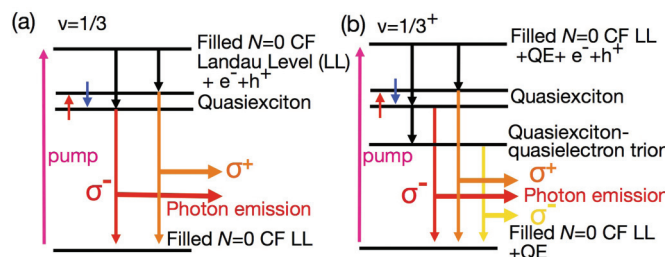 (a)
ν=1/3
Filled N=0 CF
Landau Level (LL)
+ e⁻+h⁺
Quasiexciton
pump
σ⁺
σ⁻
Photon emission
Filled N=0 CF LL
(b)
ν=1/3⁺
Filled N=0 CF LL
+QE+ e⁻+h⁺
Quasiexciton
Quasiexciton-
quasielectron trion
pump
σ⁺
σ⁻
Photon emission
σ⁻
Filled N=0 CF LL
+QE